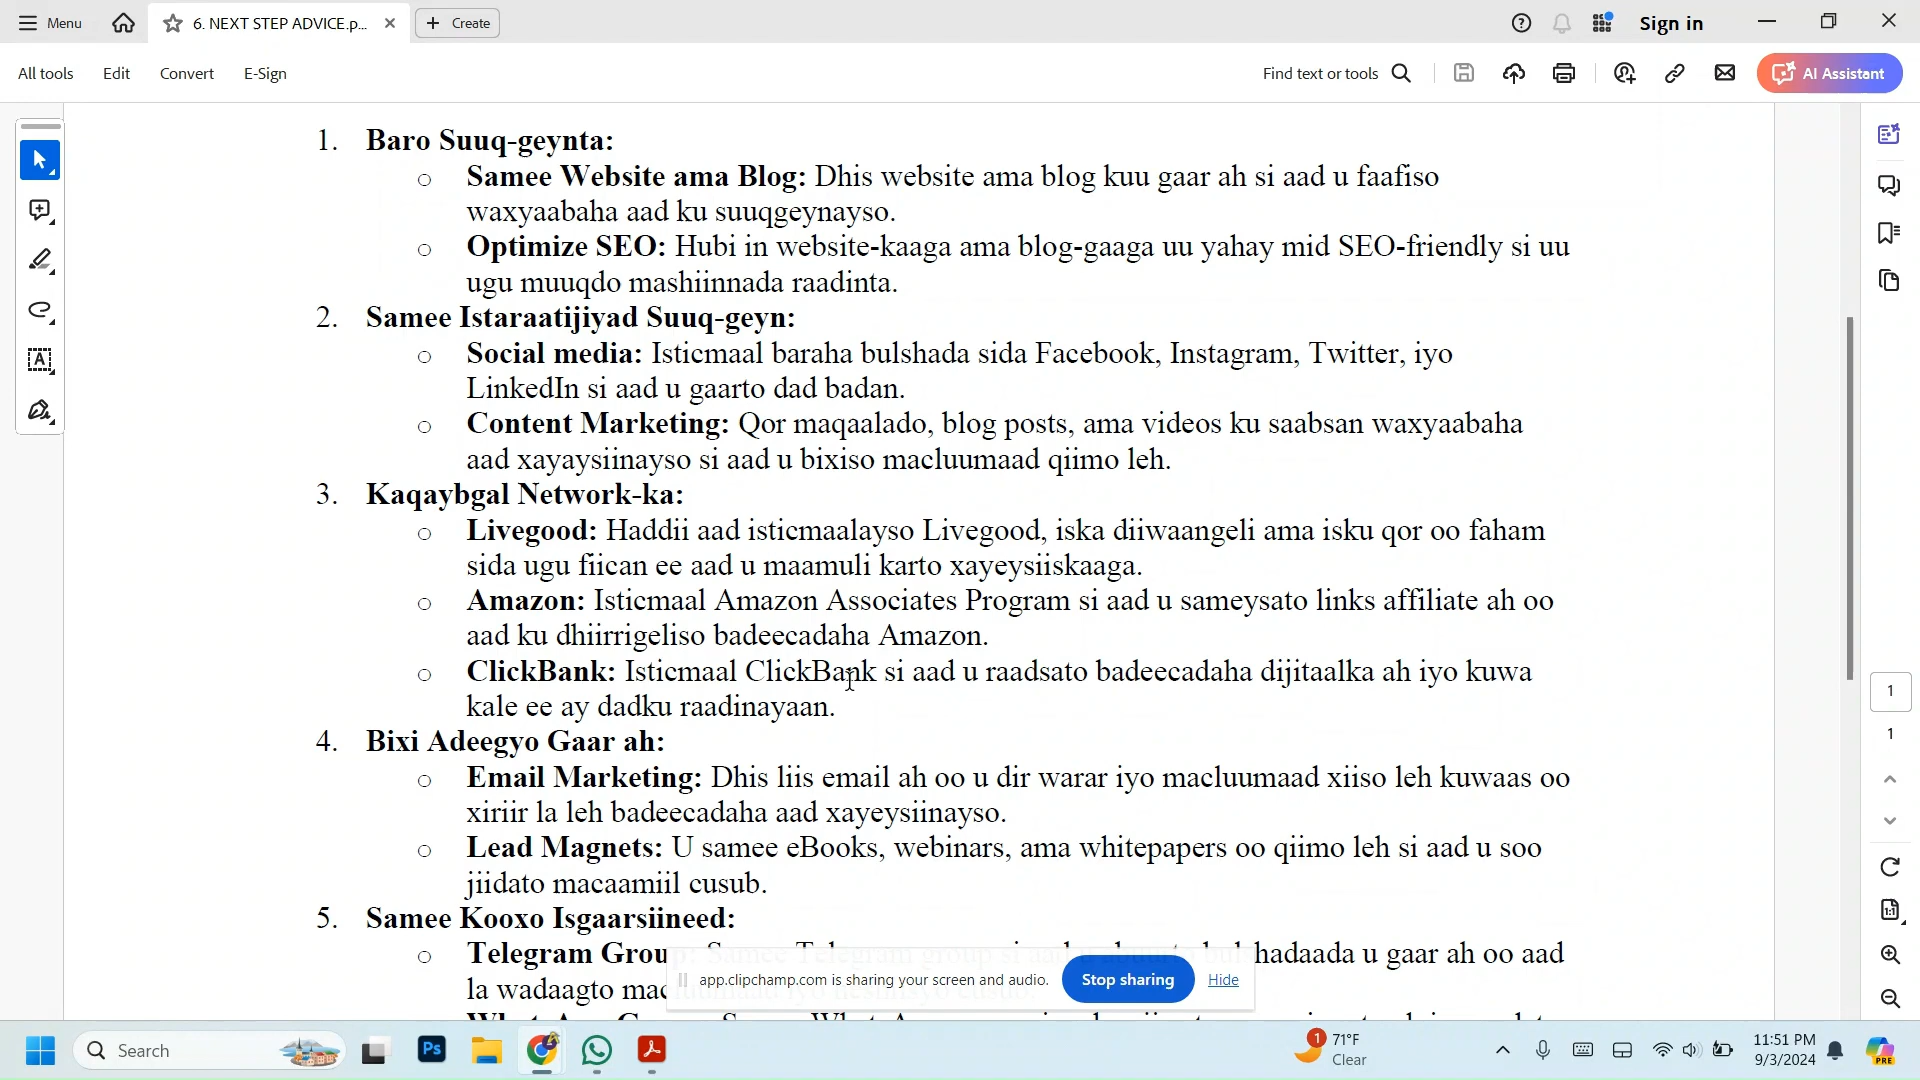 Menu
6. NEXT STEP ADVICE.p...
Create
Sign in
All tools
Edit
Convert
E-Sign
Find text or tools
AI Assistant
1. Baro Suuq-geynta:
o Samee Website ama Blog: Dhis website ama blog kuu gaar ah si aad u faafiso
waxyaabaha aad ku suuqgeynayso.
o Optimize SEO: Hubi in website-kaaga ama blog-gaaga uu yahay mid SEO-friendly si uu
ugu muuqdo mashiinnada raadinta.
2. Samee Istaraatijiyad Suuq-geyn:
o Social media: Isticmaal baraha bulshada sida Facebook, Instagram, Twitter, iyo
LinkedIn si aad u gaarto dad badan.
o Content Marketing: Qor maqaalado, blog posts, ama videos ku saabsan waxyaabaha
aad xayaysiinayso si aad u bixiso macluumaad qiimo leh.
3. Kaqaybgal Network-ka:
o Livegood: Haddii aad isticmaalayso Livegood, iska diiwaangeli ama isku qor oo faham
sida ugu fiican ee aad u maamuli karto xayeysiiskaaga.
o Amazon: Isticmaal Amazon Associates Program si aad u sameysato links affiliate ah oo
aad ku dhiirrigeliso badeecadaha Amazon.
o ClickBank: Isticmaal ClickBank si aad u raadsato badeecadaha dijitaalka ah iyo kuwa
kale ee ay dadku raadinayaan.
4. Bixi Adeegyo Gaar ah:
o Email Marketing: Dhis liis email ah oo u dir warar iyo macluumaad xiiso leh kuwaas oo
xiriir la leh badeecadaha aad xayeysiinayso.
o Lead Magnets: U samee eBooks, webinars, ama whitepapers oo qiimo leh si aad u soo
jiidato macaamiil cusub.
5. Samee Kooxo Isgaarsiineed:
o Telegram Group: Samee Telegram group si aad u gaar ah oo aad
la wadaagto
app.clipchamp.com is sharing your screen and audio.
Stop sharing
Hide
1
1
Search
Ps
1
71°F
Clear
11:51 PM
9/3/2024
PRE